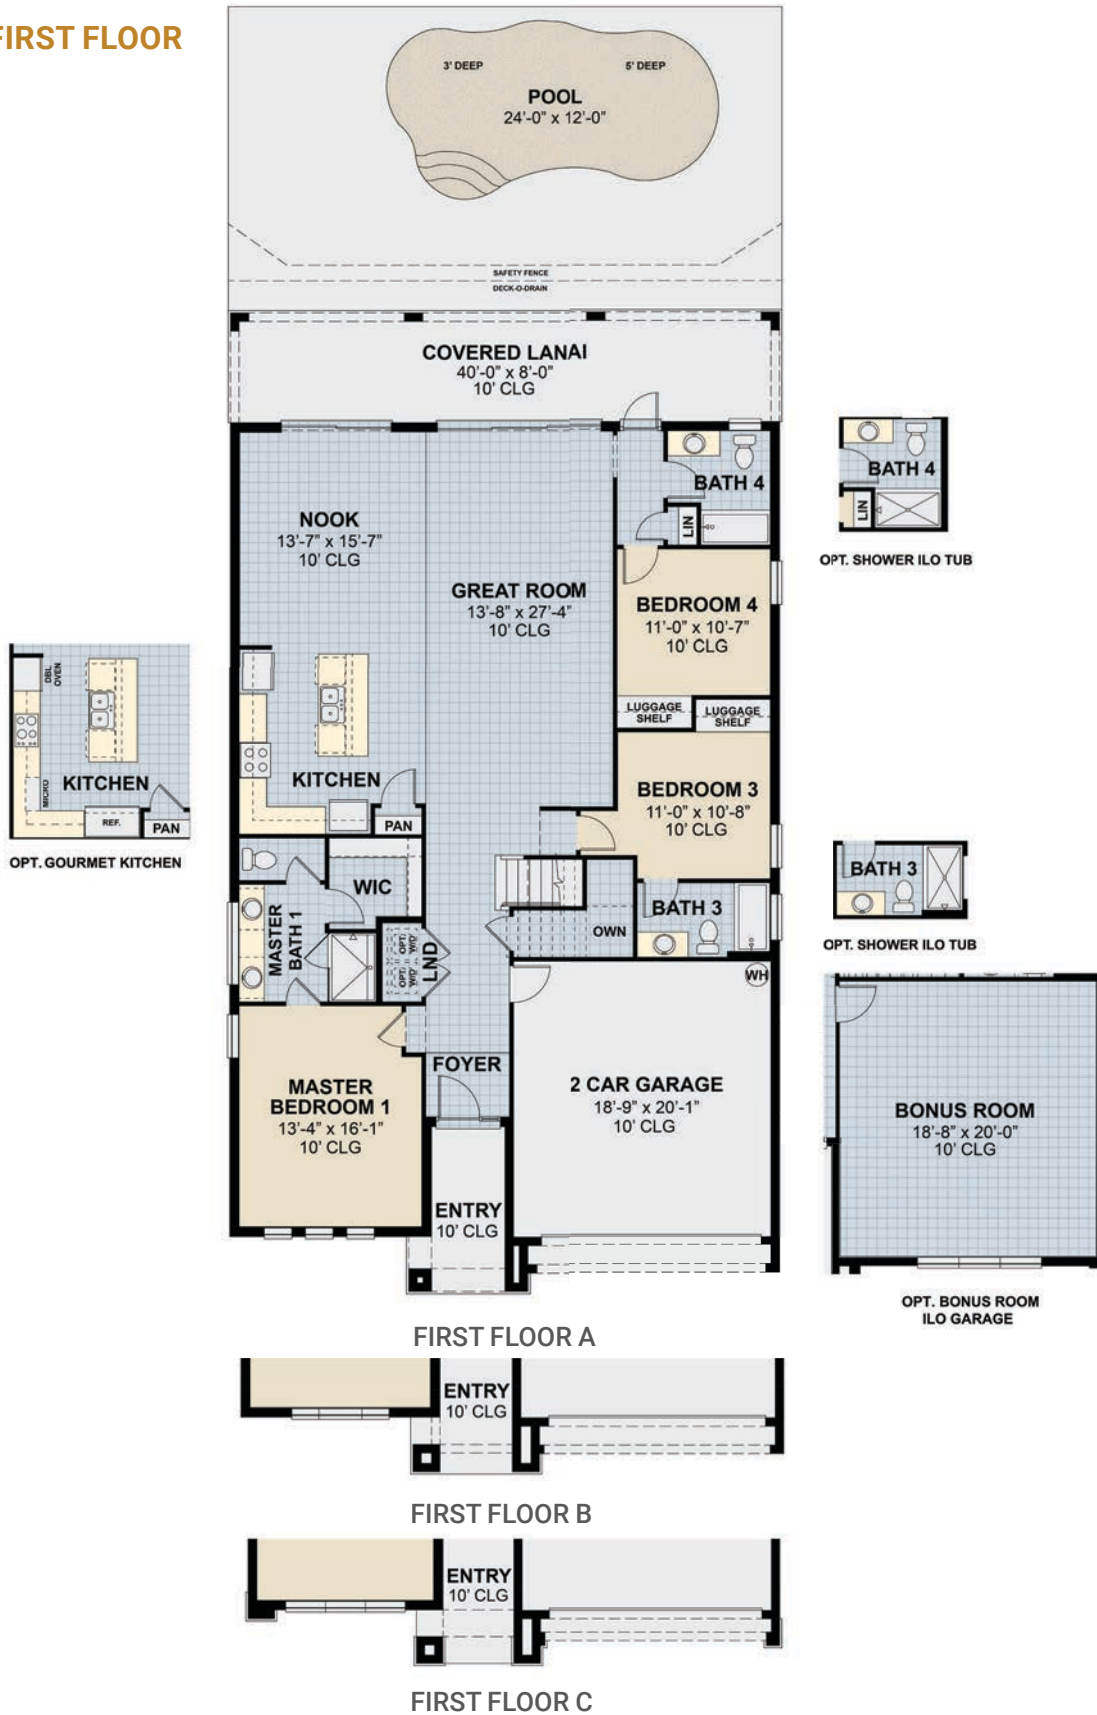 FIRST FLOOR
3' DEEP
5' DEEP
POOL
24'-0" x 12'-0"
SAFETY FENCE
DECK-O-DRAIN
COVERED LANAI
40'-0" x 8'-0"
10' CLG
BATH 4
LIN
NOOK
13'-7" x 15'-7"
10' CLG
GREAT ROOM
13'-8" x 27'-4"
10' CLG
BEDROOM 4
11'-0" x 10'-7"
10' CLG
LUGGAGE
SHELF
LUGGAGE
SHELF
KITCHEN
PAN
BEDROOM 3
11'-0" x 10'-8"
10' CLG
WIC
MASTER
BATH 1
OPT.
W/D
OPT.
W/D
LND
OWN
BATH 3
WH
FOYER
MASTER
BEDROOM 1
13'-4" x 16'-1"
10' CLG
2 CAR GARAGE
18'-9" x 20'-1"
10' CLG
ENTRY
10' CLG
BATH 4
LIN
OPT. SHOWER ILO TUB
DBL
OVEN
KITCHEN
MICRO
REF.
PAN
OPT. GOURMET KITCHEN
BATH 3
OPT. SHOWER ILO TUB
BONUS ROOM
18'-8" x 20'-0"
10' CLG
OPT. BONUS ROOM
ILO GARAGE
FIRST FLOOR A
ENTRY
10' CLG
FIRST FLOOR B
ENTRY
10' CLG
FIRST FLOOR C